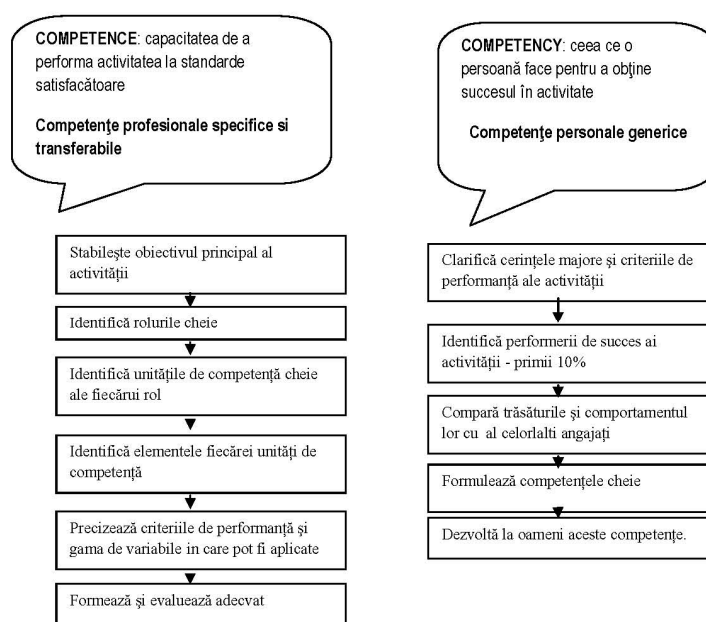 COMPETENCE: capacitatea de a
performa activitatea la standarde
satisfacătoare
Competenţe profesionale specifice si
transferabile
Stabileşte obiectivul principal al
activităţii
Identifică rolurile cheie
Identifică unităţile de competenţă cheie
ale fiecărui rol
Identifică elementele fiecărei unităţi de
competenţă
Precizează criteriile de performanţă şi
gama de variabile in care pot fi aplicate
Formează şi evaluează adecvat
COMPETENCY: ceea ce o
persoană face pentru a obţine
succesul în activitate
Competenţe personale generice
Clarifică cerinţele majore şi criteriile de
performanţă ale activităţii
Identifică performerii de succes ai
activităţii - primii 10%
Compară trăsăturile şi comportamentul
lor cu al celorlalti angajaţi
Formulează competenţele cheie
Dezvoltă la oameni aceste competenţe.